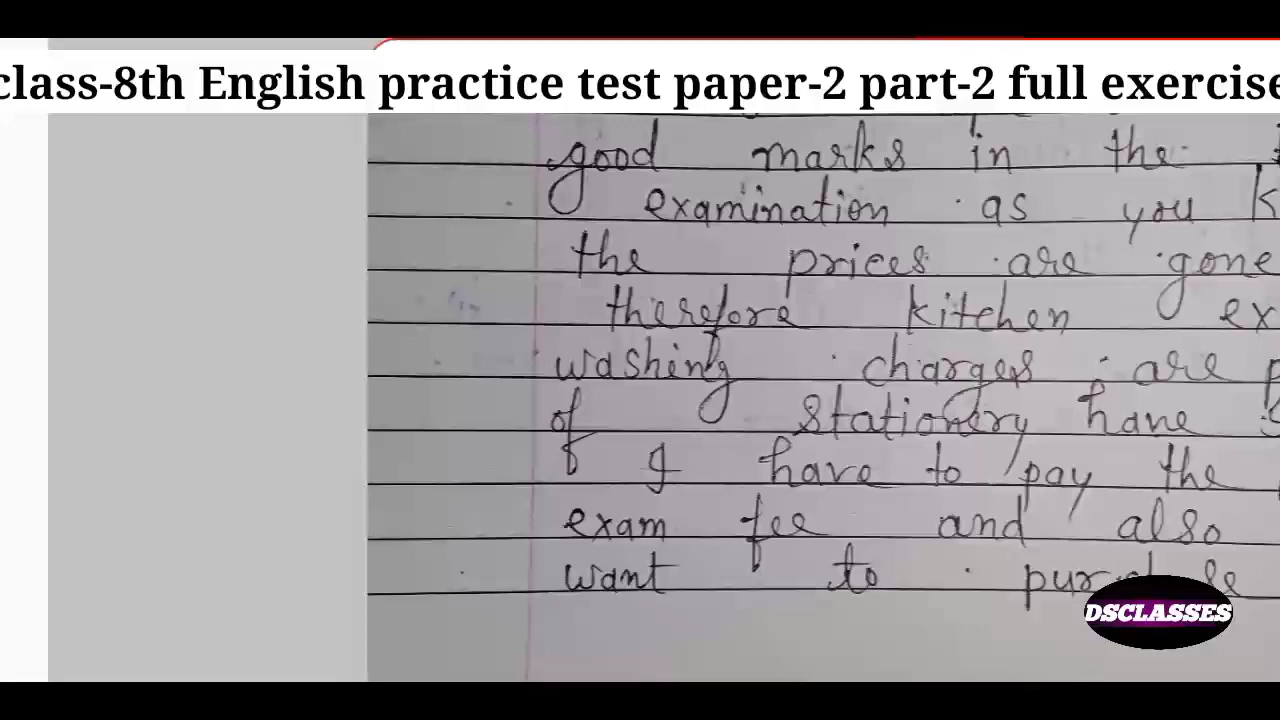 class-8th English practice test paper-2 part-2 full exercise
good marks in the
examination as you k
the prices are gone
therefore kitchen ex
washing charges are p
of stationery have
I have to pay the
exam fee and also
want to
DSCLASSES